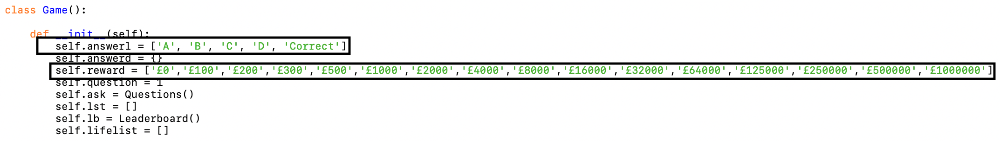 class Game():
def __init__(self):
self.answerl = ['A', 'B', 'C', 'D', 'Correct']
self.answerd = {}
self.reward = ['£0','£100','£200','£300','£500','£1000','£2000','£4000','£8000','£16000','£32000','£64000','£125000','£250000','£500000','£1000000']
self.question = 1
self.ask = Questions()
self.lst = []
self.lb = Leaderboard()
self.lifelist = []